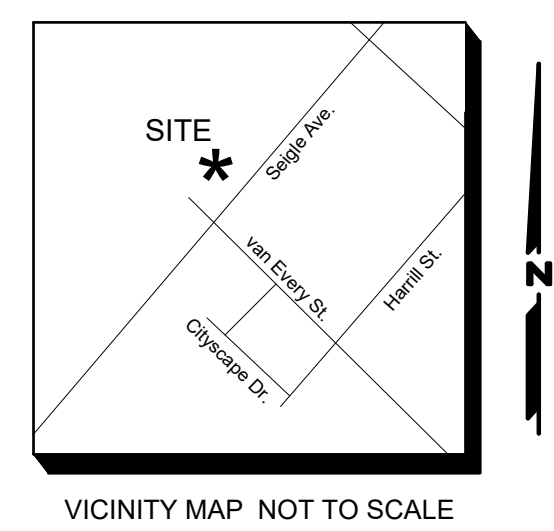 SITE
*
Seigle Ave.
van Every St.
Harrill St.
Cityscape Dr.
N
VICINITY MAP NOT TO SCALE